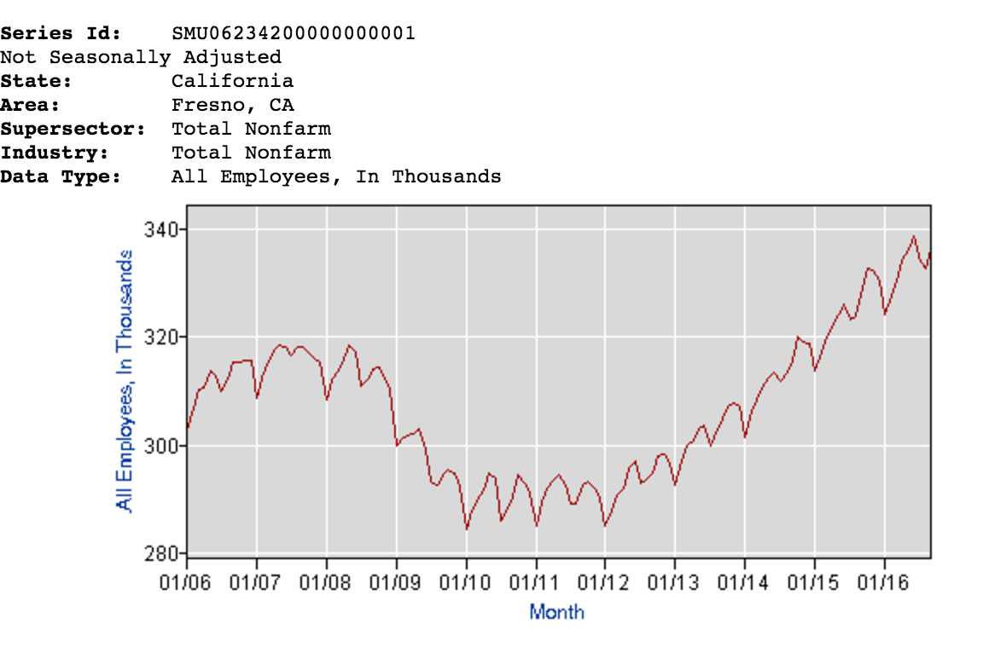 Series Id: SMU06234200000000001
Not Seasonally Adjusted
State: California
Area: Fresno, CA
Supersector: Total Nonfarm
Industry: Total Nonfarm
Data Type: All Employees, In Thousands
340
320
300
280
All Employees, In Thousands
01/06 01/07 01/08 01/09 01/10 01/11 01/12 01/13 01/14 01/15 01/16
Month